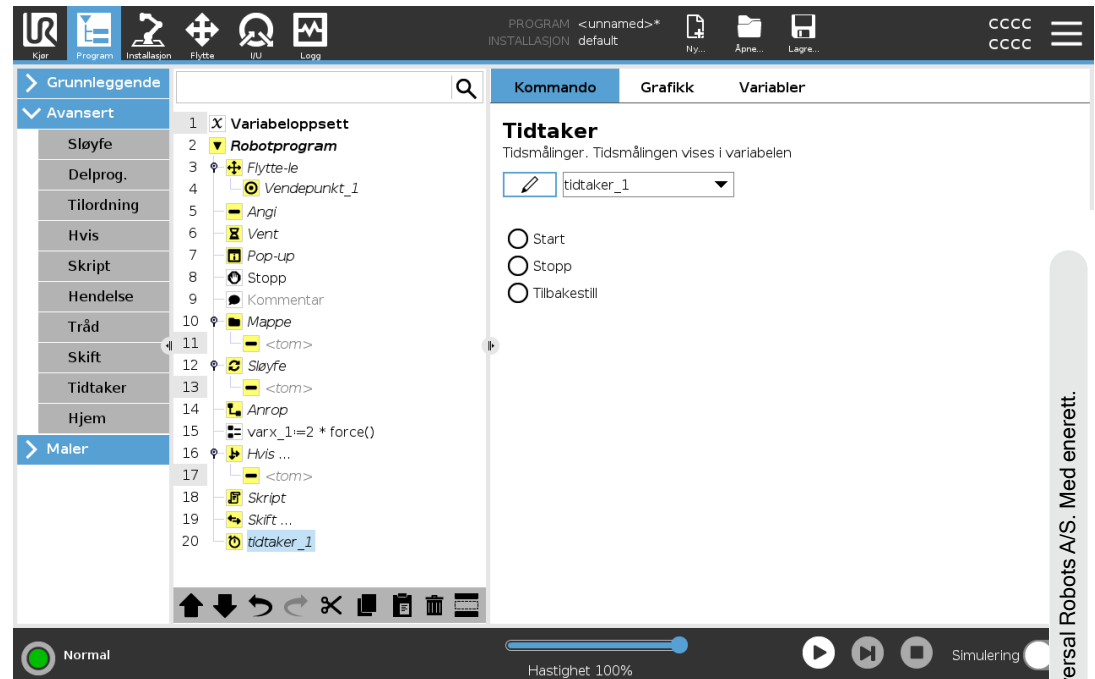 PROGRAM <unnamed>*
INSTALLASJON default
CCCC
CCCC
Kjør Program Installasjon Flytte I/U Logg Ny... Åpne... Lagre...
Grunnleggende
Avansert
Sløyfe
Delprog.
Tilordning
Hvis
Skript
Hendelse
Tråd
Skift
Tidtaker
Hjem
Maler
1 X Variabeloppsett
2 Robotprogram
3 Flytte-le
4 Vendepunkt_1
5 Angi
6 Vent
7 Pop-up
8 Stopp
9 Kommentar
10 Mappe
11 <tom>
12 Sløyfe
13 <tom>
14 Anrop
15 varx_1≔2 * force()
16 Hvis ...
17 <tom>
18 Skript
19 Skift ...
20 tidtaker_1
Kommando Grafikk Variabler
Tidtaker
Tidsmålinger. Tidsmålingen vises i variabelen
tidtaker_1
Start
Stopp
Tilbakestill
Normal
Hastighet 100%
Simulering
Robots A/S. Med enerett.